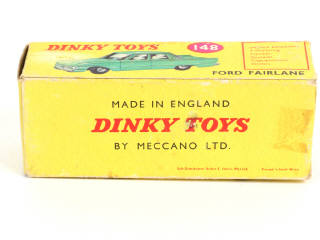 DINKY TOYS 148
FORD FAIRLANE
MADE IN ENGLAND
DINKY TOYS
BY MECCANO LTD.